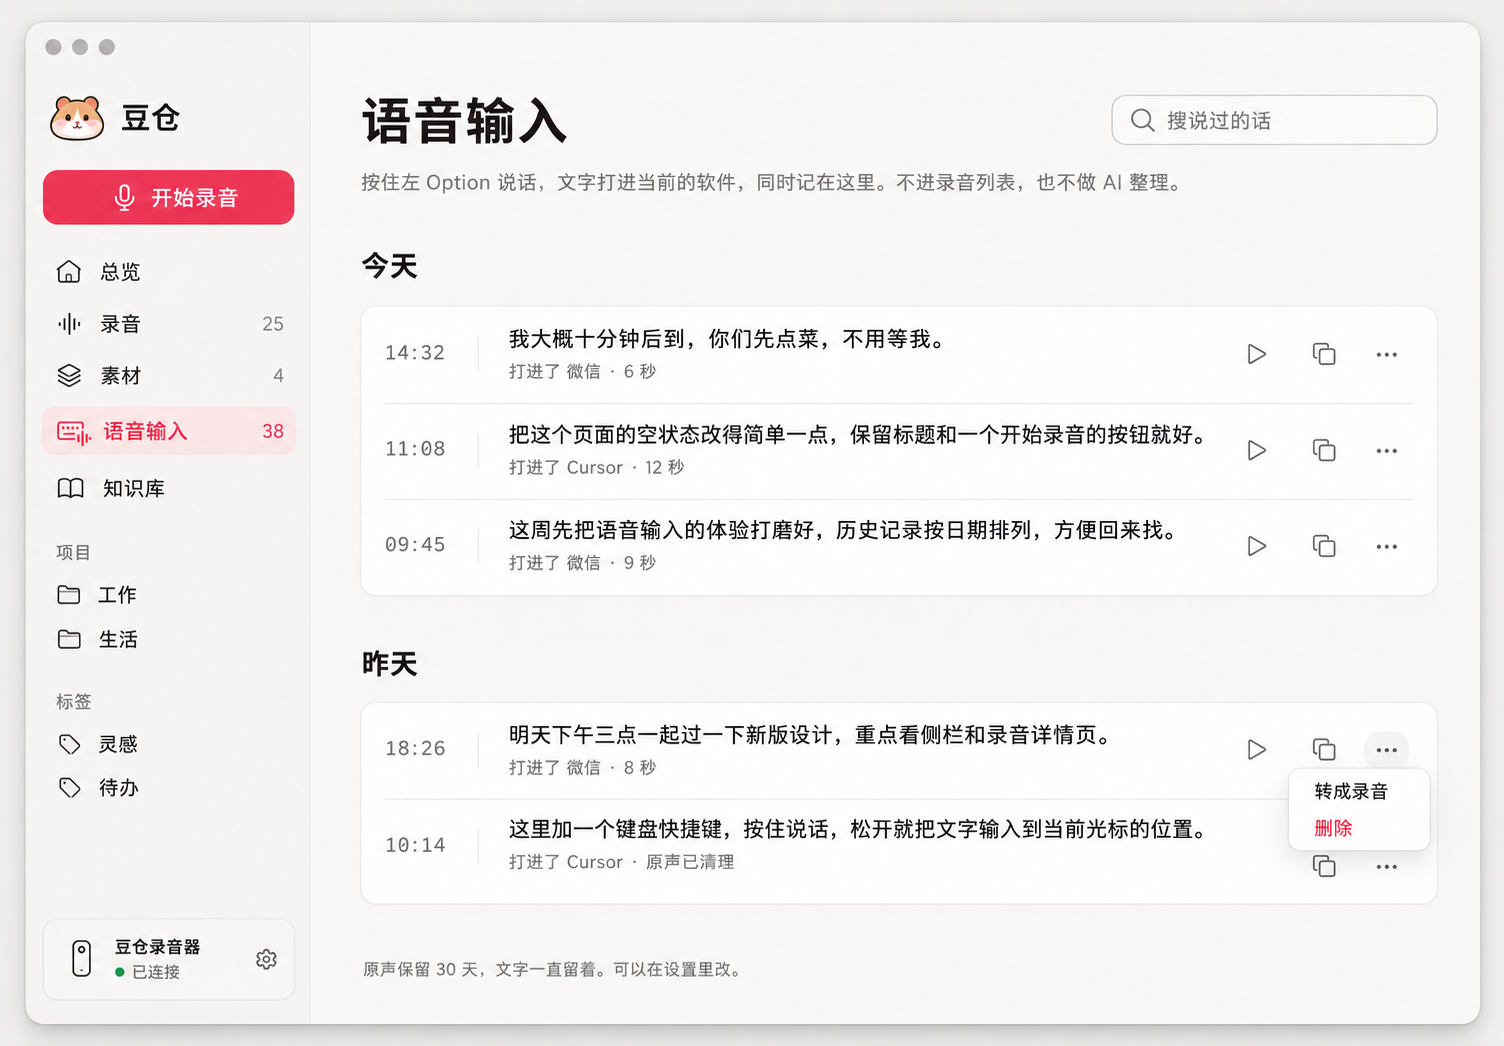 豆仓
开始录音
总览
录音 25
素材 4
语音输入 38
知识库
项目
工作
生活
标签
灵感
待办
豆仓录音器
已连接
语音输入
搜说过的话
按住左 Option 说话，文字打进当前的软件，同时记在这里。不进录音列表，也不做 AI 整理。
今天
14:32
我大概十分钟后到，你们先点菜，不用等我。
打进了 微信 · 6 秒
11:08
把这个页面的空状态改得简单一点，保留标题和一个开始录音的按钮就好。
打进了 Cursor · 12 秒
09:45
这周先把语音输入的体验打磨好，历史记录按日期排列，方便回来找。
打进了 微信 · 9 秒
昨天
18:26
明天下午三点一起过一下新版设计，重点看侧栏和录音详情页。
打进了 微信 · 8 秒
转成录音
删除
10:14
这里加一个键盘快捷键，按住说话，松开就把文字输入到当前光标的位置。
打进了 Cursor · 原声已清理
原声保留 30 天，文字一直留着。可以在设置里改。